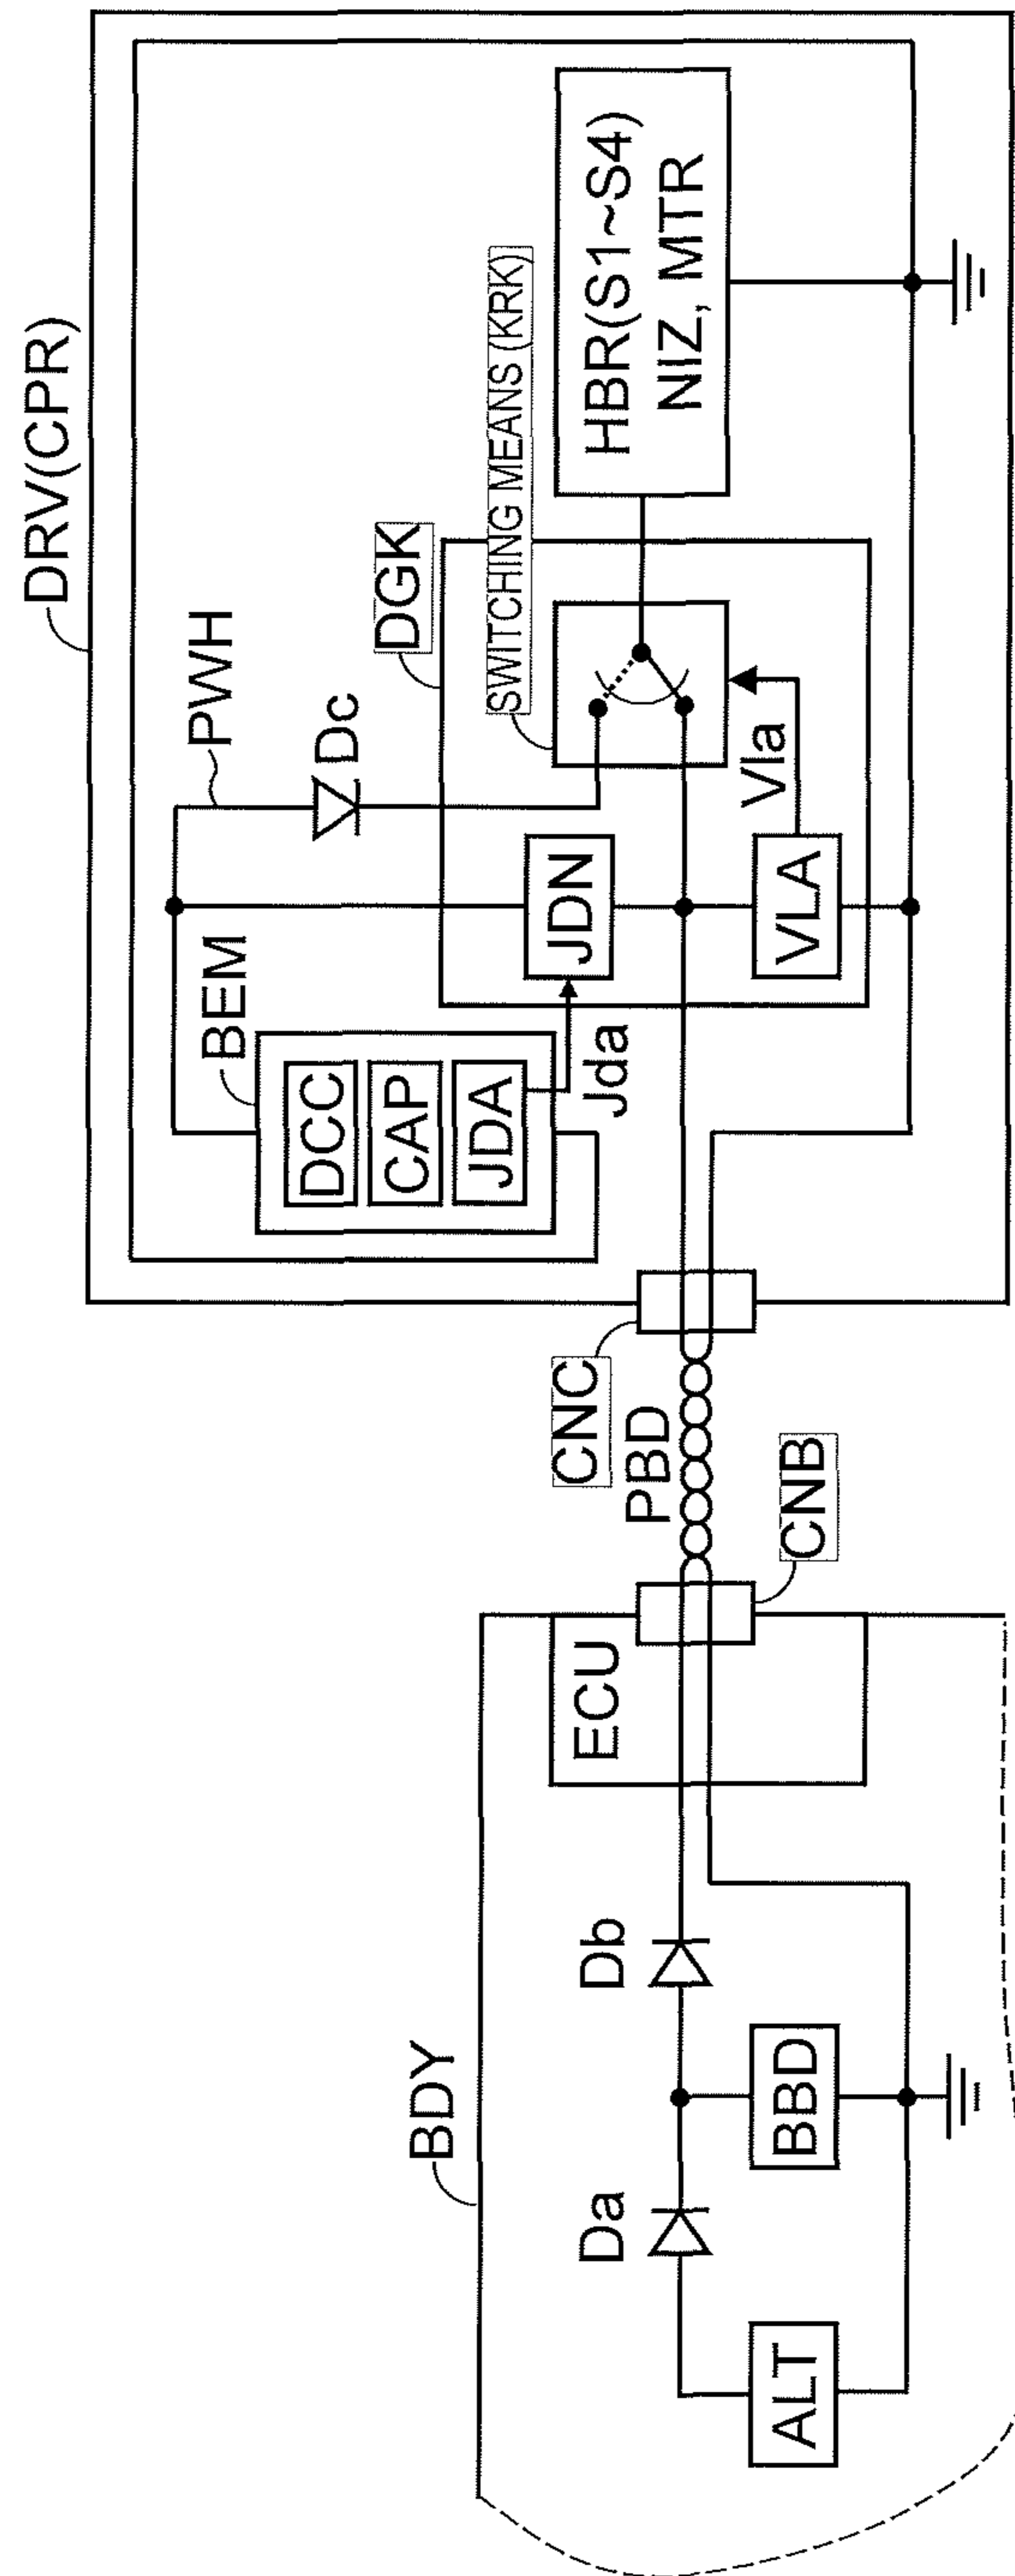 DRV(CPR)
PWH
Dc
DGK
SWITCHING MEANS (KRK)
HBR(S1~S4)
NIZ, MTR
BEM
DCC
CAP
JDA
Jda
JDN
VLA
Vla
CNC
PBD
CNB
BDY
ECU
Db
Da
BBD
ALT